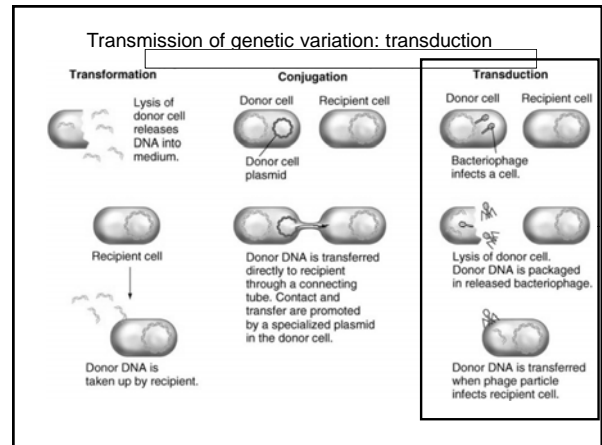 Transmission of genetic variation: transduction
Transformation
Lysis of
donor cell
releases
DNA into
medium.
Recipient cell
Donor DNA is
taken up by recipient.
Conjugation
Donor cell Recipient cell
Donor cell
plasmid
Donor DNA is transferred
directly to recipient
through a connecting
tube. Contact and
transfer are promoted
by a specialized plasmid
in the donor cell.
Transduction
Donor cell Recipient cell
Bacteriophage
infects a cell.
Lysis of donor cell.
Donor DNA is packaged
in released bacteriophage.
Donor DNA is transferred
when phage particle
infects recipient cell.